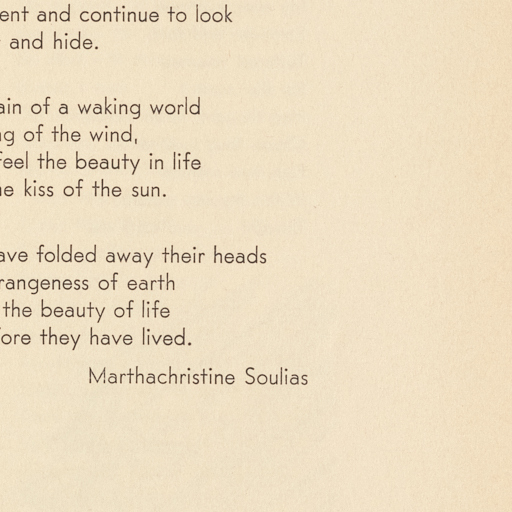 ent and continue to look
and hide.
ain of a waking world
ng of the wind,
feel the beauty in life
he kiss of the sun.
ave folded away their heads
rangeness of earth
the beauty of life
fore they have lived.
Marthachristine Soulias